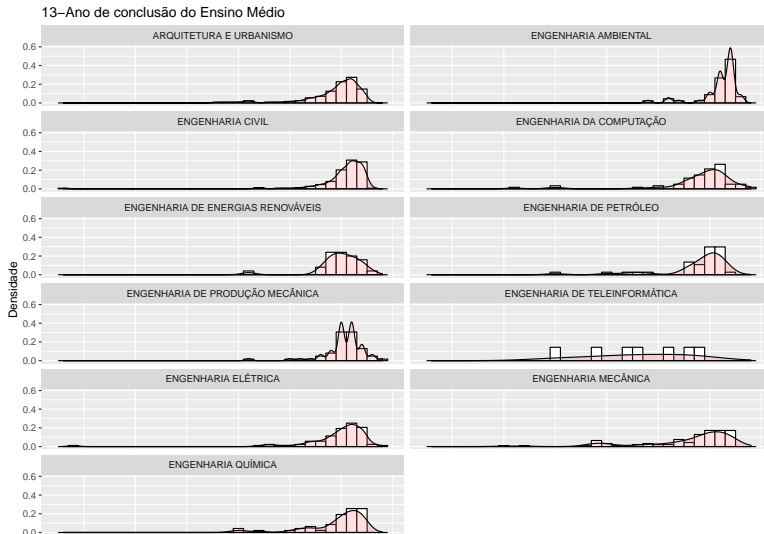 13–Ano de conclusão do Ensino Médio
ARQUITETURA E URBANISMO
ENGENHARIA AMBIENTAL
0.6
0.4
0.2
0.0
ENGENHARIA CIVIL
ENGENHARIA DA COMPUTAÇÃO
0.6
0.4
0.2
0.0
ENGENHARIA DE ENERGIAS RENOVÁVEIS
ENGENHARIA DE PETRÓLEO
0.6
0.4
0.2
0.0
Densidade
ENGENHARIA DE PRODUÇÃO MECÂNICA
ENGENHARIA DE TELEINFORMÁTICA
0.6
0.4
0.2
0.0
ENGENHARIA ELÉTRICA
ENGENHARIA MECÂNICA
0.6
0.4
0.2
0.0
ENGENHARIA QUÍMICA
0.6
0.4
0.2
0.0